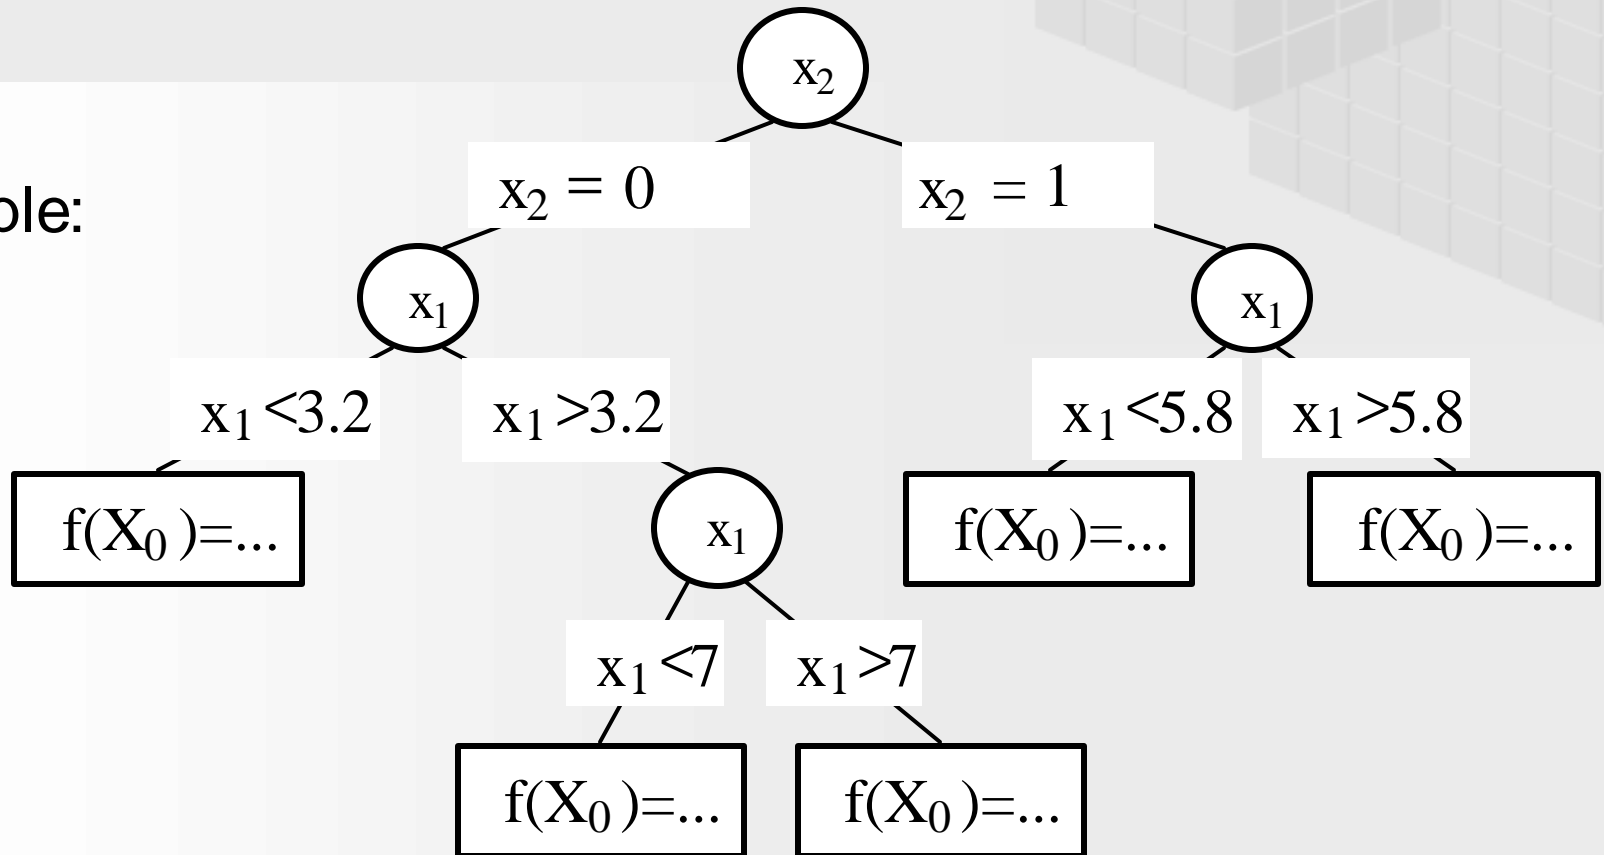 x₂
x₂ = 0
x₂ = 1
ple:
x₁
x₁
x₁ <3.2
x₁ >3.2
x₁ <5.8
x₁ >5.8
f(X₀ )=...
x₁
f(X₀ )=...
f(X₀ )=...
x₁ <7
x₁ >7
f(X₀ )=...
f(X₀ )=...